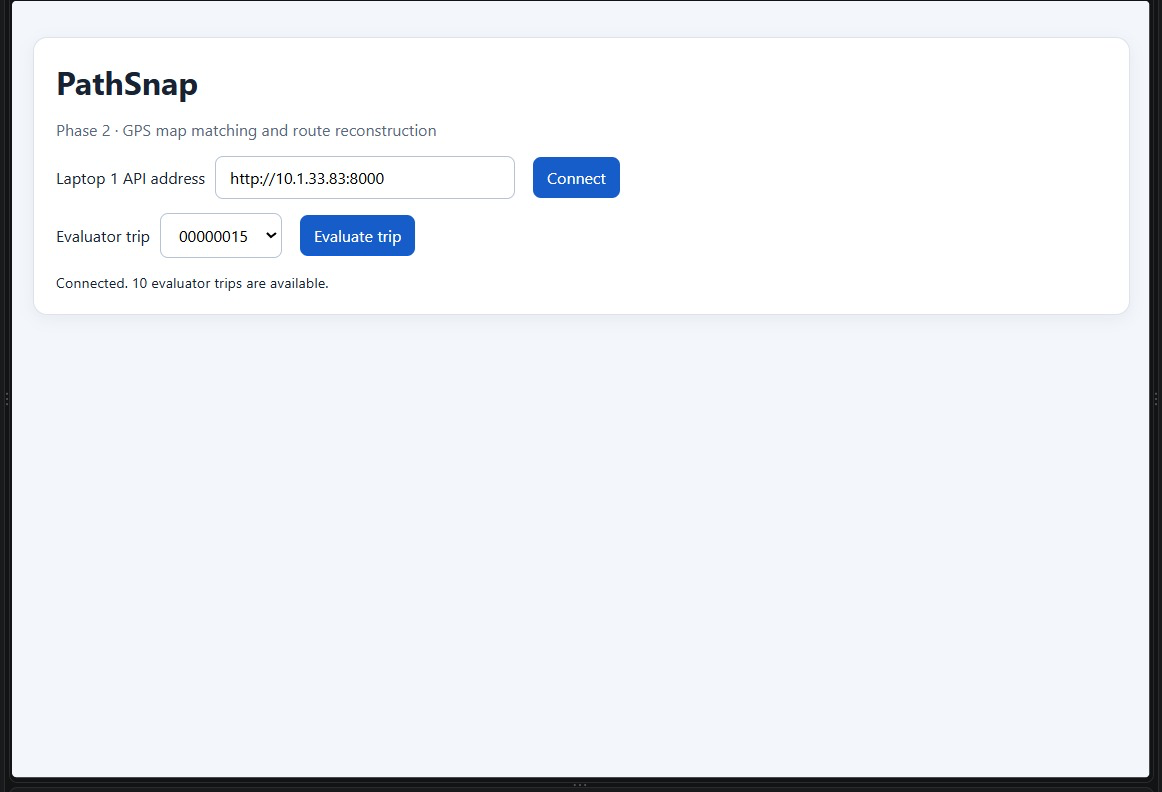 PathSnap
Phase 2 · GPS map matching and route reconstruction
Laptop 1 API address http://10.1.33.83:8000 Connect
Evaluator trip 00000015 Evaluate trip
Connected. 10 evaluator trips are available.